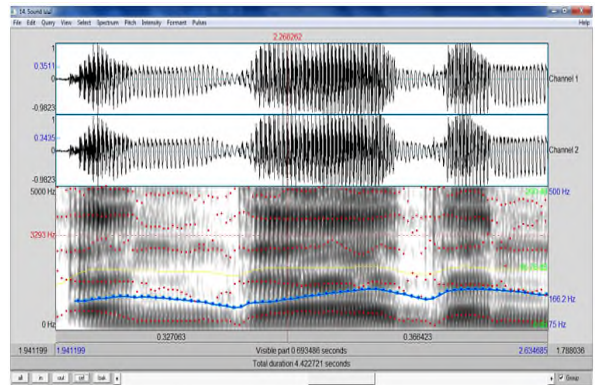 14. Sound لبنا
File Edit Query View Select Spectrum Pitch Intensity Formant Pulses Help
2.266262
1
0.3511
0
-0.9823
Channel 1
1
0.3435
0
-0.9823
Channel 2
5000 Hz
500 Hz
3293 Hz
166.2 Hz
0 Hz
75 Hz
0.327063 0.366423
1.941199 1.941199 Visible part 0.693486 seconds 2.634685 1.788036
Total duration 4.422721 seconds
all in out sel bak Group